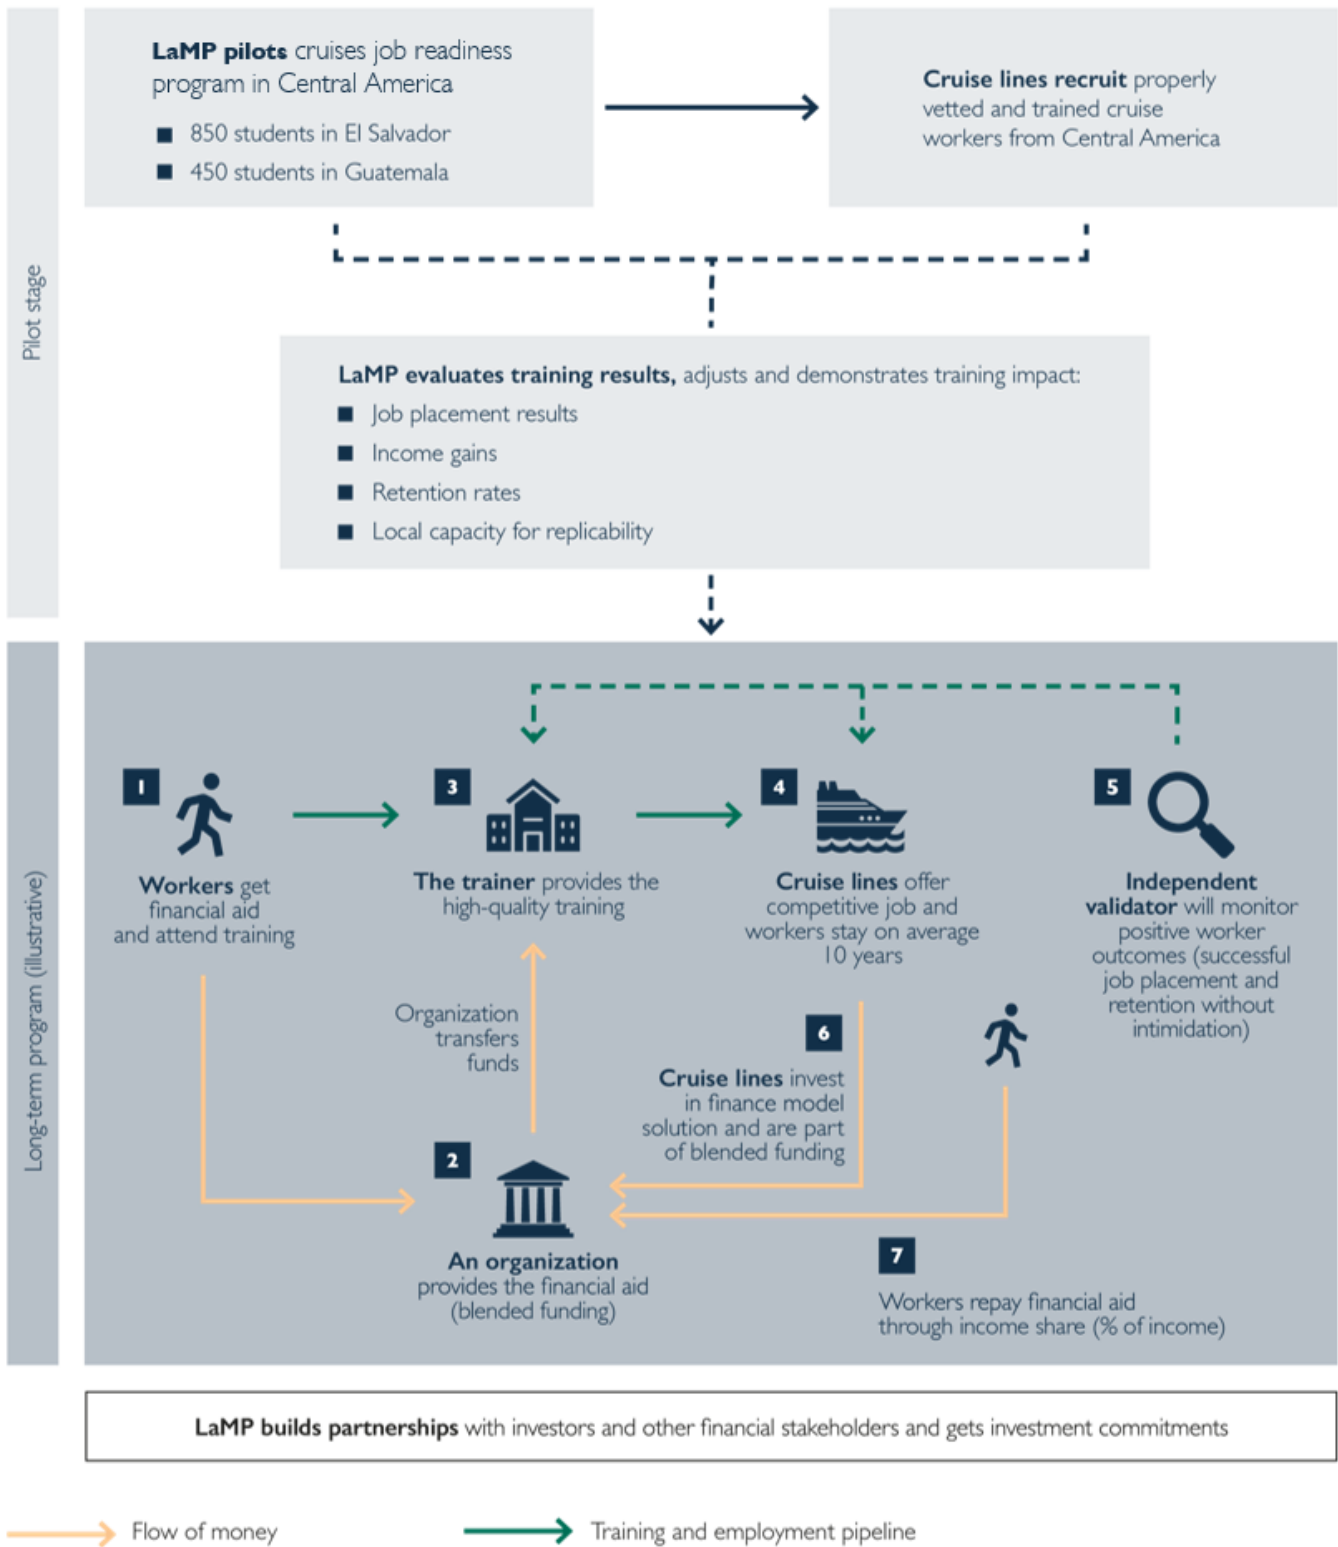 LaMP pilots cruises job readiness
program in Central America
850 students in El Salvador
450 students in Guatemala
Cruise lines recruit properly
vetted and trained cruise
workers from Central America
Pilot stage
LaMP evaluates training results, adjusts and demonstrates training impact:
Job placement results
Income gains
Retention rates
Local capacity for replicability
Long-term program (illustrative)
1
Workers get
financial aid
and attend training
3
The trainer provides the
high-quality training
4
Cruise lines offer
competitive job and
workers stay on average
10 years
5
Independent
validator will monitor
positive worker
outcomes (successful
job placement and
retention without
intimidation)
Organization
transfers
funds
6
Cruise lines invest
in finance model
solution and are part
of blended funding
2
An organization
provides the financial aid
(blended funding)
7
Workers repay financial aid
through income share (% of income)
LaMP builds partnerships with investors and other financial stakeholders and gets investment commitments
Flow of money
Training and employment pipeline